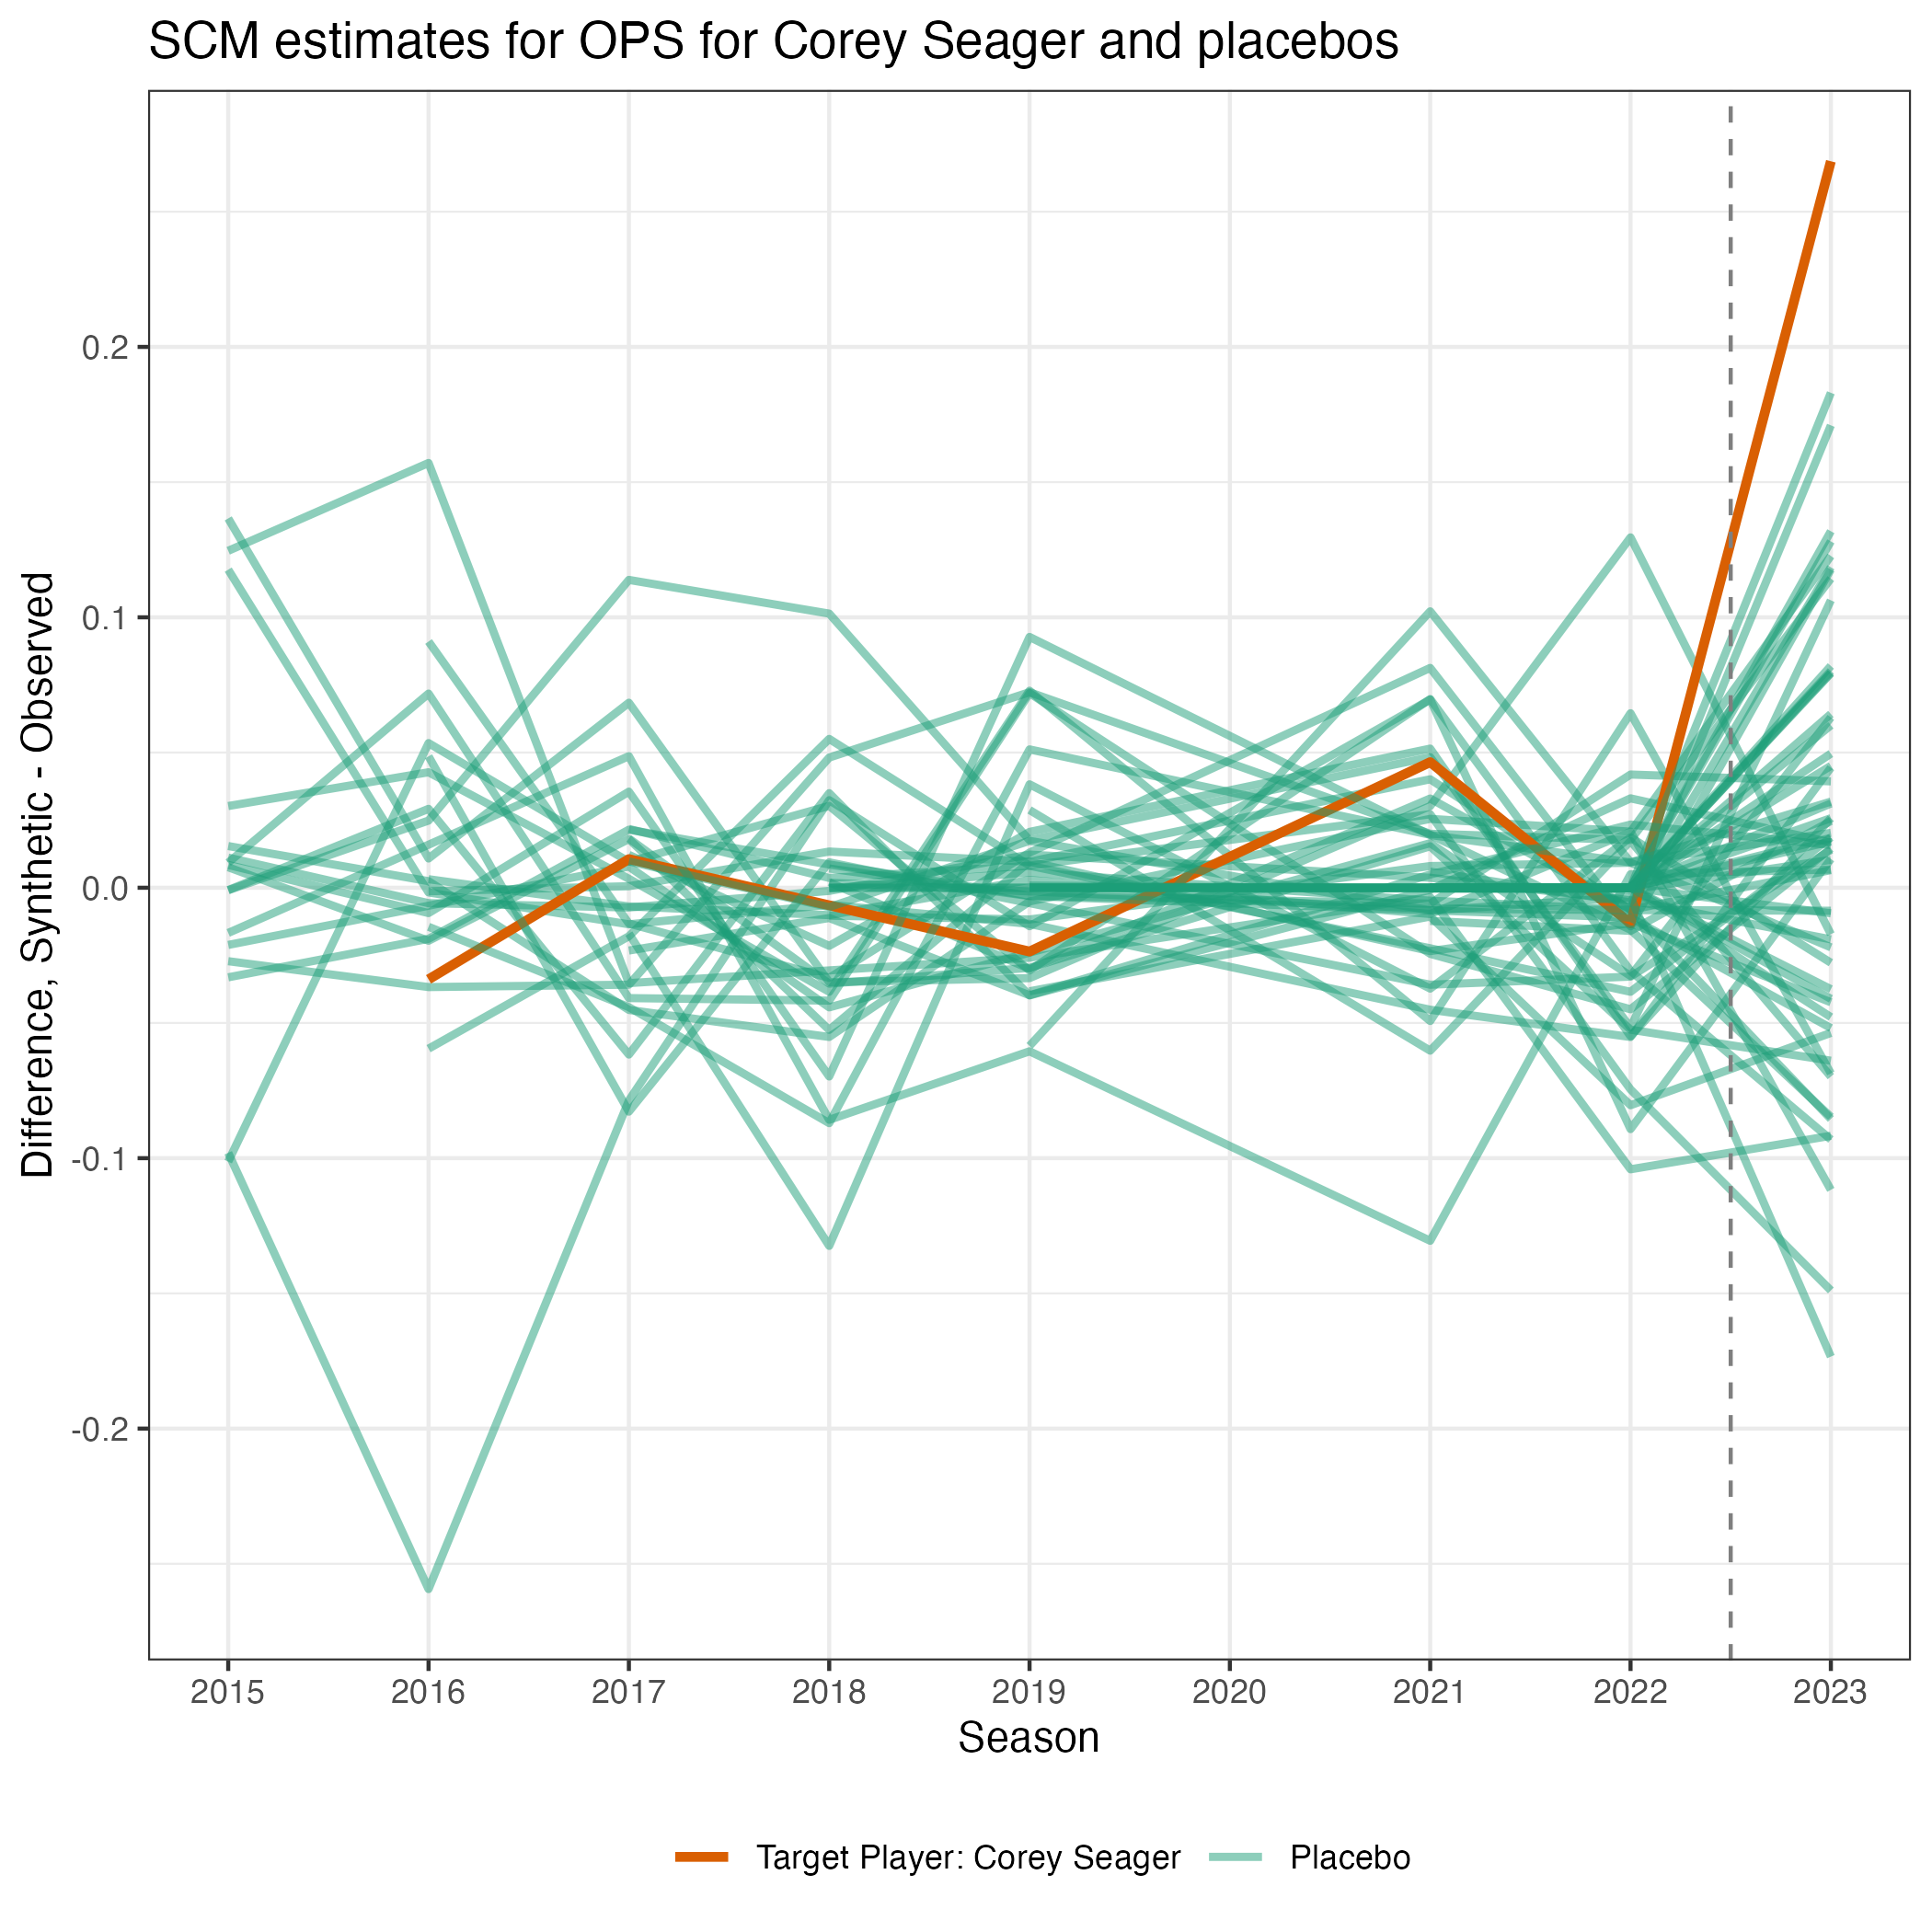 SCM estimates for OPS for Corey Seager and placebos
Difference, Synthetic - Observed
0.2
0.1
0.0
-0.1
-0.2
2015 2016 2017 2018 2019 2020 2021 2022 2023
Season
Target Player: Corey Seager Placebo